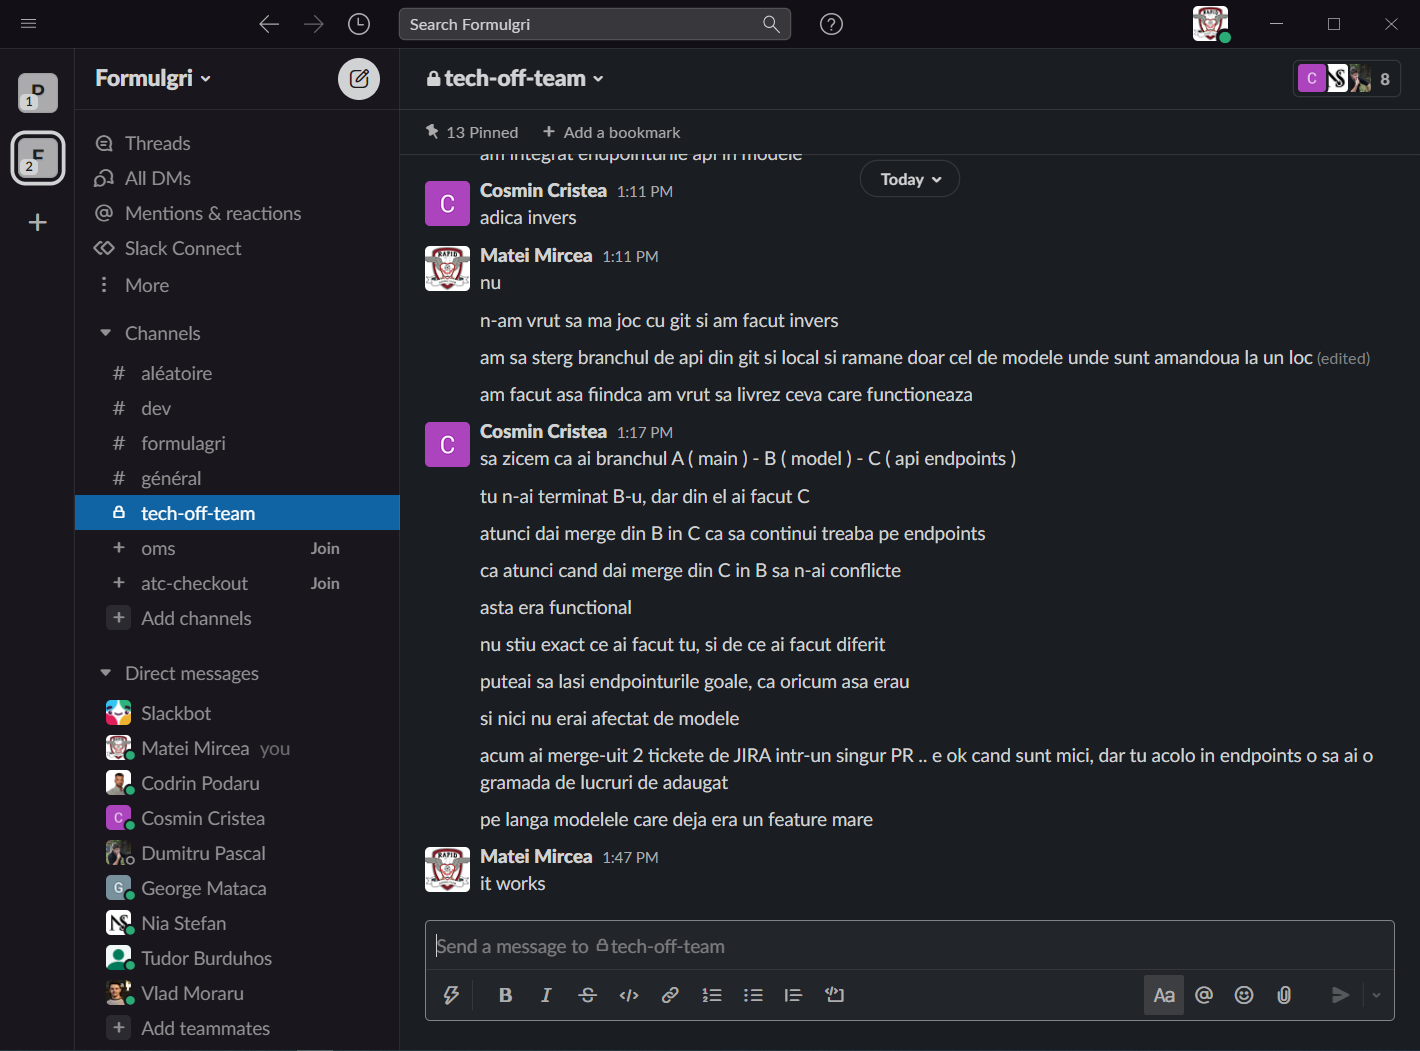 Search Formulgri
1
2
Formulgri
Threads
All DMs
Mentions & reactions
Slack Connect
More
Channels
# aléatoire
# dev
# formulagri
# général
tech-off-team
+ oms Join
+ atc-checkout Join
+ Add channels
Direct messages
Slackbot
Matei Mircea you
Codrin Podaru
C Cosmin Cristea
Dumitru Pascal
G George Mataca
NS Nia Stefan
Tudor Burduhos
Vlad Moraru
+ Add teammates
tech-off-team
C NS 8
13 Pinned + Add a bookmark
am integrat endpointurile api in modele
Today
C
Cosmin Cristea 1:11 PM
adica invers
RAPID
Matei Mircea 1:11 PM
nu
n-am vrut sa ma joc cu git si am facut invers
am sa sterg branchul de api din git si local si ramane doar cel de modele unde sunt amandoua la un loc (edited)
am facut asa fiindca am vrut sa livrez ceva care functioneaza
C
Cosmin Cristea 1:17 PM
sa zicem ca ai branchul A ( main ) - B ( model ) - C ( api endpoints )
tu n-ai terminat B-u, dar din el ai facut C
atunci dai merge din B in C ca sa continui treaba pe endpoints
ca atunci cand dai merge din C in B sa n-ai conflicte
asta era functional
nu stiu exact ce ai facut tu, si de ce ai facut diferit
puteai sa lasi endpointurile goale, ca oricum asa erau
si nici nu erai afectat de modele
acum ai merge-uit 2 tickete de JIRA intr-un singur PR .. e ok cand sunt mici, dar tu acolo in endpoints o sa ai o
gramada de lucruri de adaugat
pe langa modelele care deja era un feature mare
RAPID
Matei Mircea 1:47 PM
it works
Send a message to tech-off-team
B I S Aa @